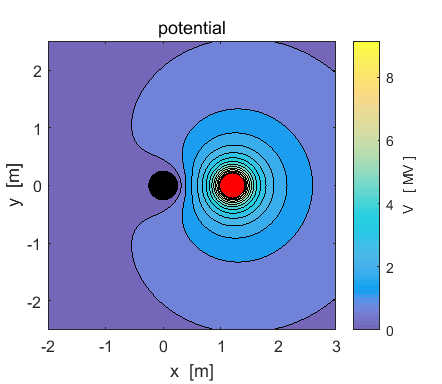 potential
2
1
0
-1
-2
y [m]
-2 -1 0 1 2 3
x [m]
8
6
4
2
0
V [ MV ]